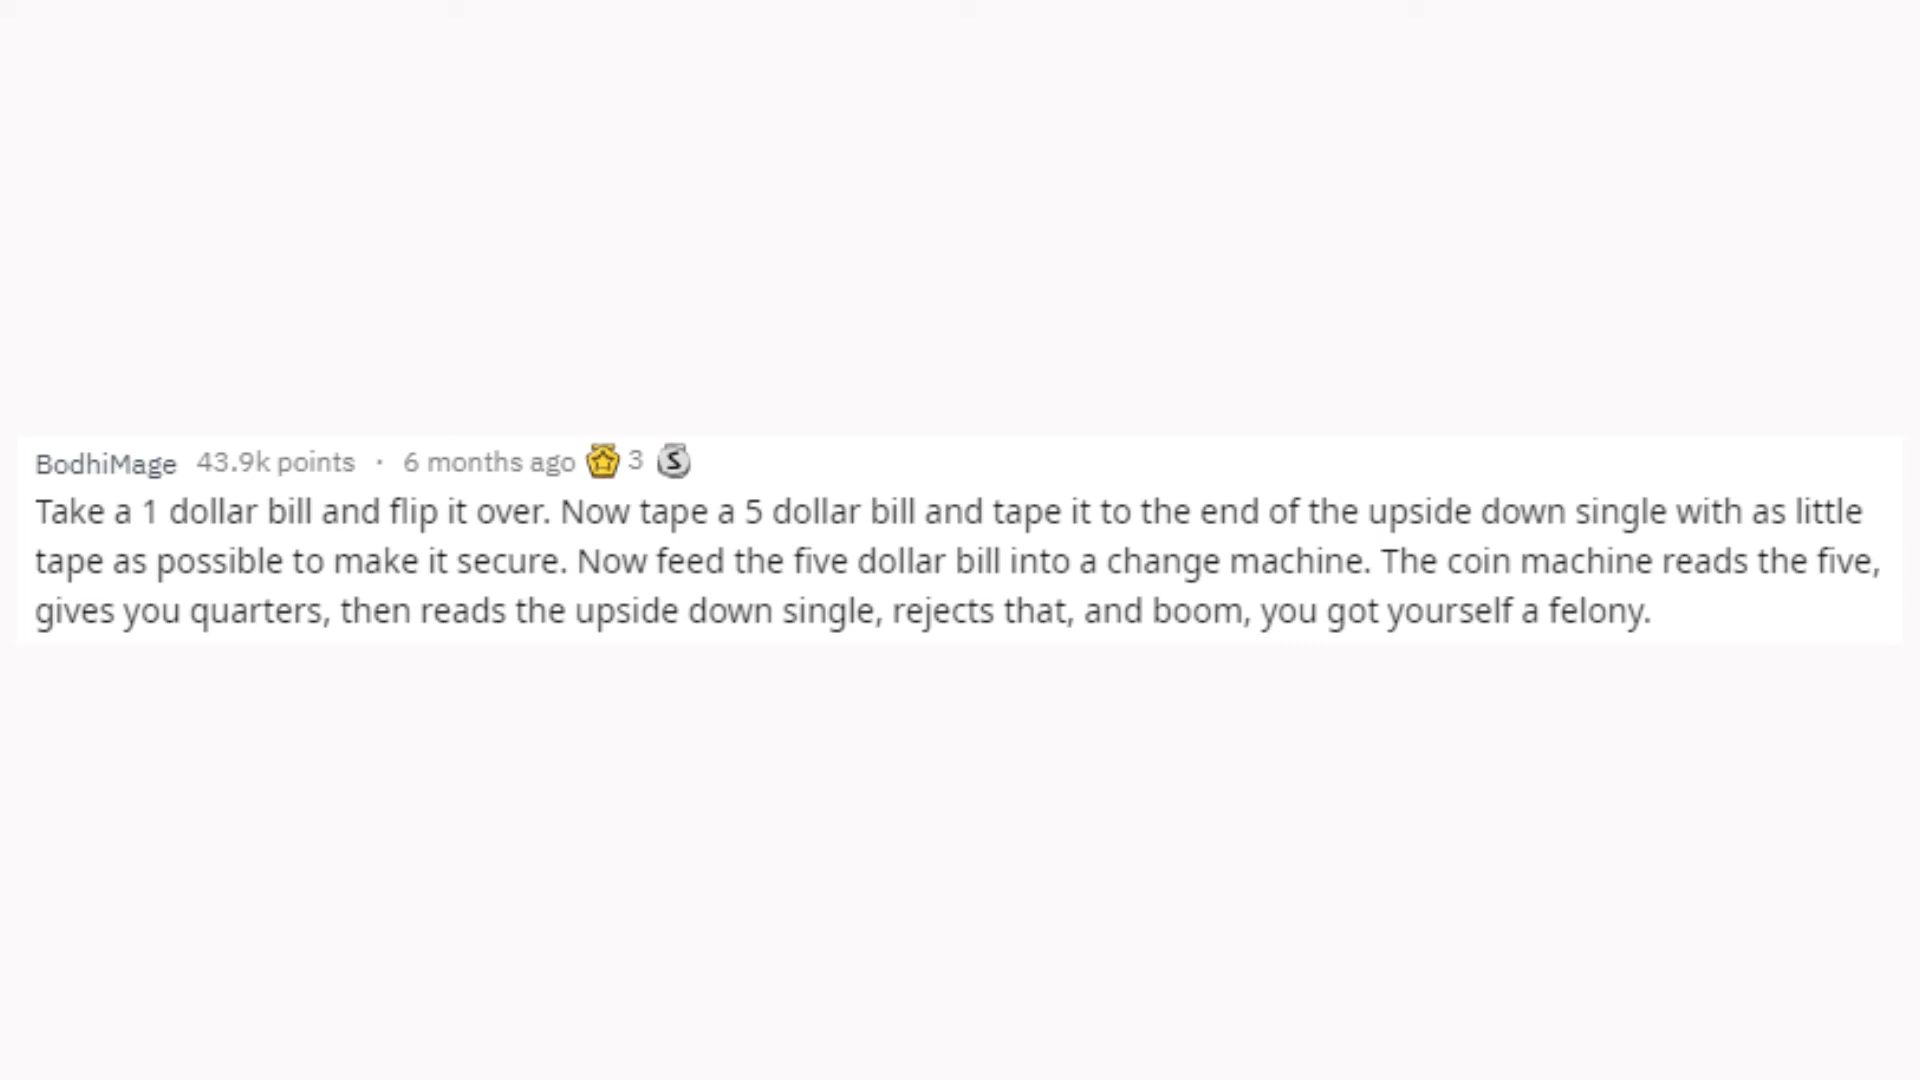 BodhiMage 43.9k points · 6 months ago 3 S
Take a 1 dollar bill and flip it over. Now tape a 5 dollar bill and tape it to the end of the upside down single with as little
tape as possible to make it secure. Now feed the five dollar bill into a change machine. The coin machine reads the five,
gives you quarters, then reads the upside down single, rejects that, and boom, you got yourself a felony.